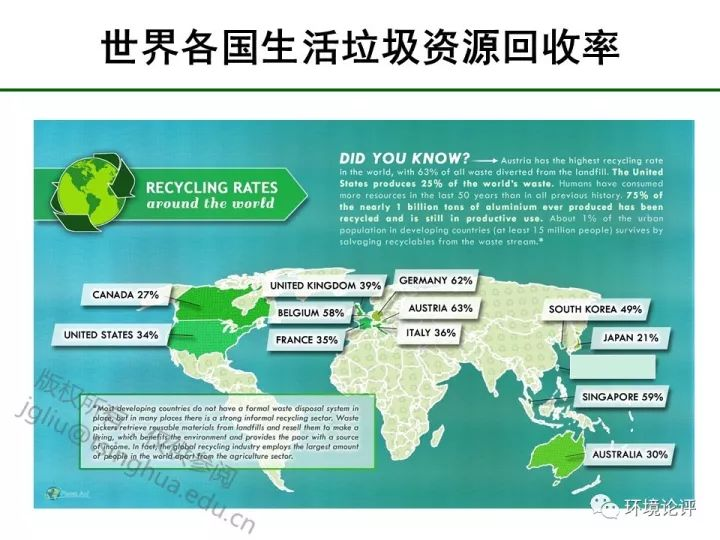 世界各国生活垃圾资源回收率
RECYCLING RATES
around the world
DID YOU KNOW? Austria has the highest recycling rate
in the world, with 63% of all waste diverted from the landfill. The United
States produces 25% of the world's waste. Humans have consumed
more resources in the last 50 years than in all previous history. 75% of
the nearly 1 billion tons of aluminium ever produced has been
recycled and is still in productive use. About 1% of the urban
population in developing countries (at least 15 million people) survives by
salvaging recyclables from the waste stream.*
CANADA 27%
UNITED STATES 34%
UNITED KINGDOM 39%
BELGIUM 58%
FRANCE 35%
GERMANY 62%
AUSTRIA 63%
ITALY 36%
SOUTH KOREA 49%
JAPAN 21%
SINGAPORE 59%
AUSTRALIA 30%
*Most developing countries do not have a formal waste disposal system in
place, but in many places there is a strong informal recycling sector. Waste
pickers retrieve reusable materials from landfills and resell them to make a
living, which benefits the environment and provides the poor with a source
of income. In fact, the global recycling industry employs the largest amount
of people in the world apart from the agriculture sector.
Planet Aid
环境论评